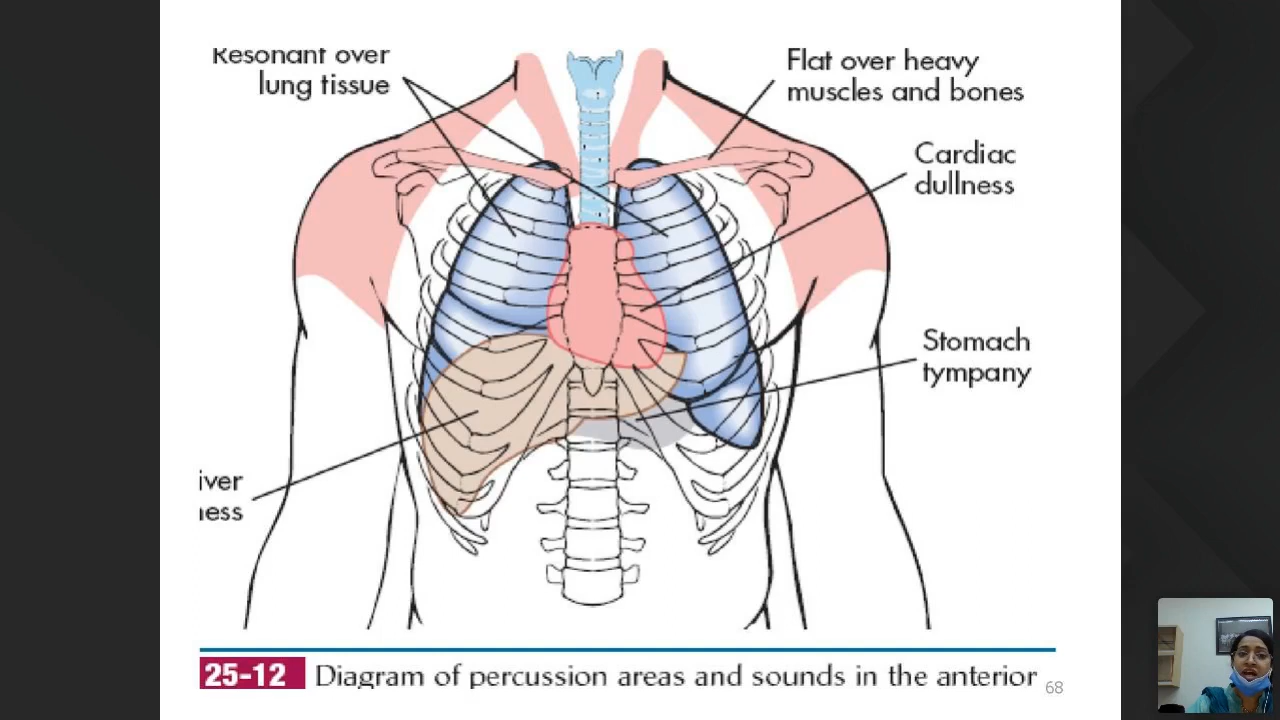 Resonant over
lung tissue
Flat over heavy
muscles and bones
Cardiac
dullness
Stomach
tympany
iver
ness
25-12 Diagram of percussion areas and sounds in the anterior
68